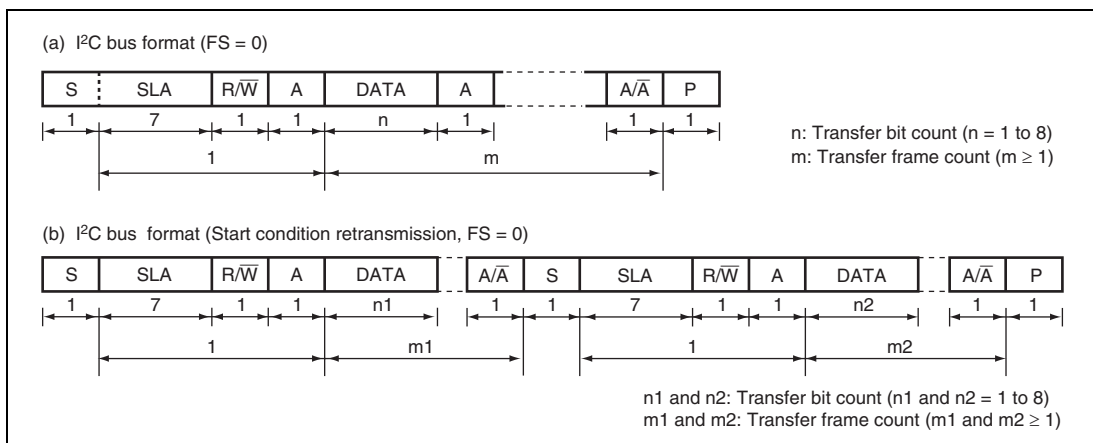 (a) I²C bus format (FS = 0)
S SLA R/W̅ A DATA A A/A̅ P
1 7 1 1 n 1 1 1
1 m
n: Transfer bit count (n = 1 to 8)
m: Transfer frame count (m ≥ 1)
(b) I²C bus format (Start condition retransmission, FS = 0)
S SLA R/W̅ A DATA A/A̅ S SLA R/W̅ A DATA A/A̅ P
1 7 1 1 n1 1 1 7 1 1 n2 1 1
1 m1 1 m2
n1 and n2: Transfer bit count (n1 and n2 = 1 to 8)
m1 and m2: Transfer frame count (m1 and m2 ≥ 1)